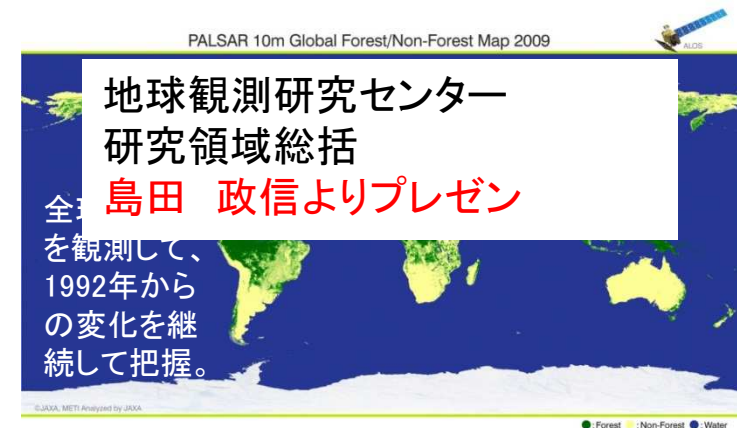 PALSAR 10m Global Forest/Non-Forest Map 2009
ALOS
地球観測研究センター
研究領域総括
島田　政信よりプレゼン
全
を観測して、
1992年から
の変化を継
続して把握。
©JAXA, METI Analyzed by JAXA
: Forest : Non-Forest : Water